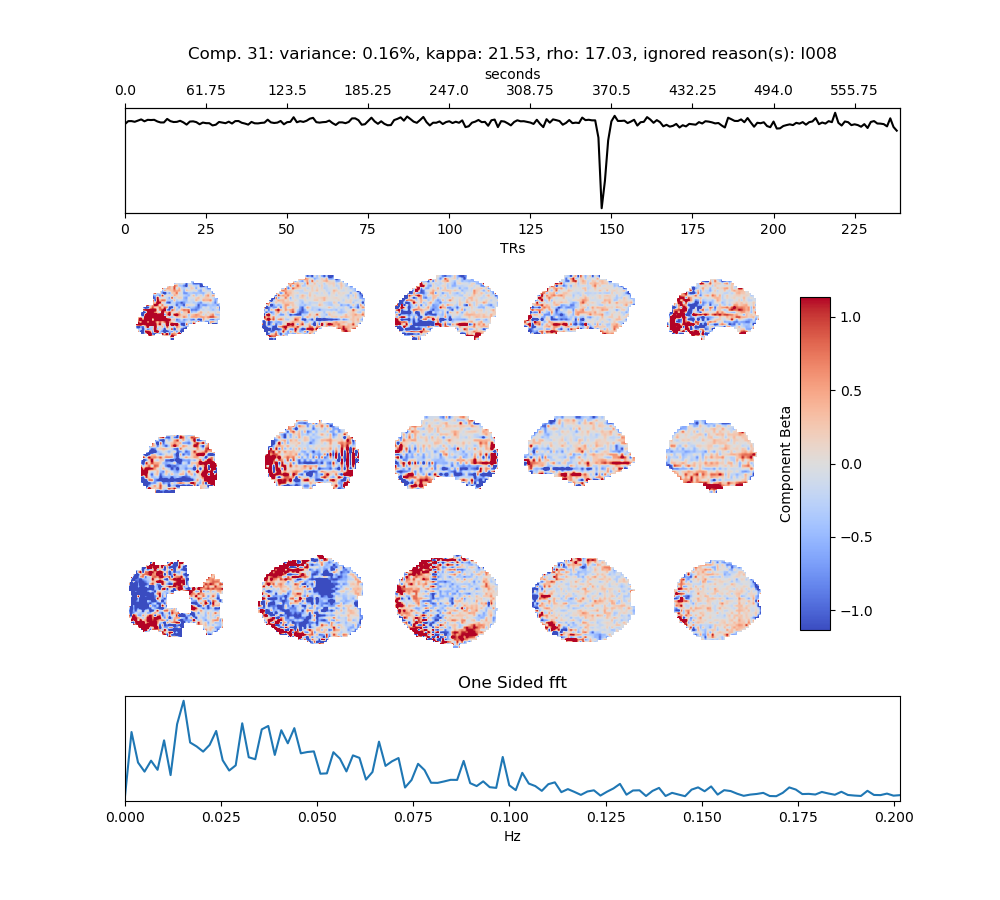 Comp. 31: variance: 0.16%, kappa: 21.53, rho: 17.03, ignored reason(s): I008
seconds
0.0 61.75 123.5 185.25 247.0 308.75 370.5 432.25 494.0 555.75
0 25 50 75 100 125 150 175 200 225
TRs
1.0
0.5
0.0
−0.5
−1.0
Component Beta
One Sided fft
0.000 0.025 0.050 0.075 0.100 0.125 0.150 0.175 0.200
Hz